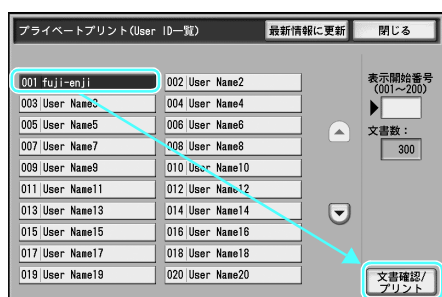 プライベートプリント(User ID一覧)
最新情報に更新
閉じる
001 fuji-enji
002 User Name2
003 User Name3
004 User Name4
005 User Name5
006 User Name6
007 User Name7
008 User Name8
009 User Name9
010 User Name10
011 User Name11
012 User Name12
013 User Name13
014 User Name14
015 User Name15
016 User Name16
017 User Name17
018 User Name18
019 User Name19
020 User Name20
表示開始番号
(001～200)
文書数：
300
文書確認/
プリント